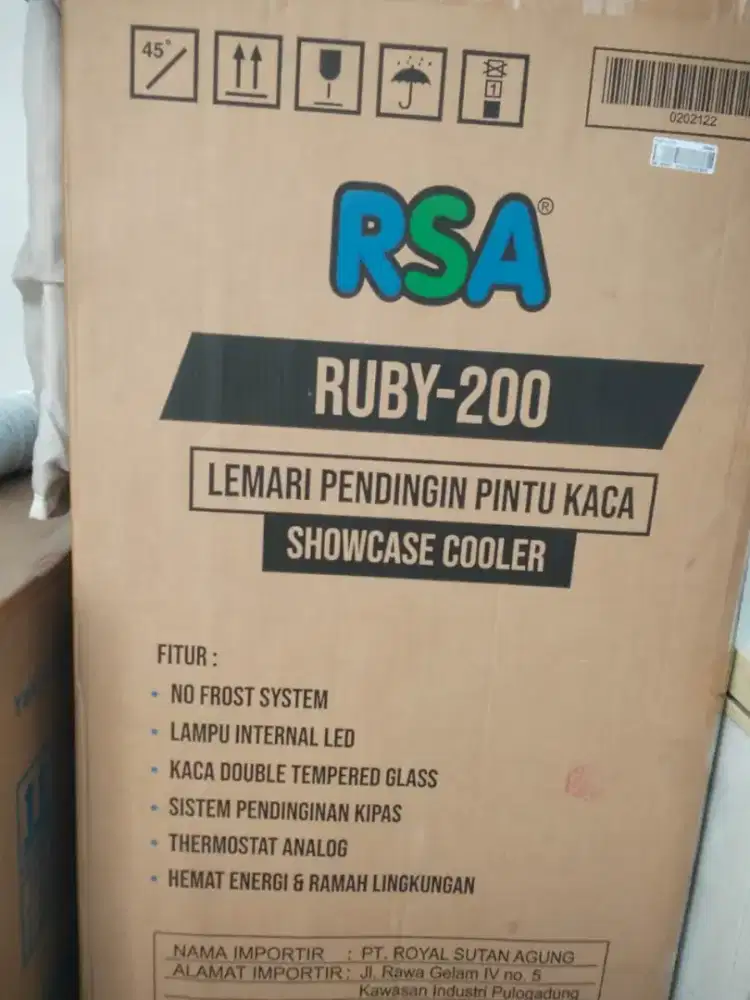 45°
1
0202122
RSA®
RUBY-200
LEMARI PENDINGIN PINTU KACA
SHOWCASE COOLER
FITUR :
• NO FROST SYSTEM
• LAMPU INTERNAL LED
• KACA DOUBLE TEMPERED GLASS
• SISTEM PENDINGINAN KIPAS
• THERMOSTAT ANALOG
• HEMAT ENERGI & RAMAH LINGKUNGAN
NAMA IMPORTIR : PT. ROYAL SUTAN AGUNG
ALAMAT IMPORTIR : Jl. Rawa Gelam IV no. 5
Kawasan Industri Pulogadung